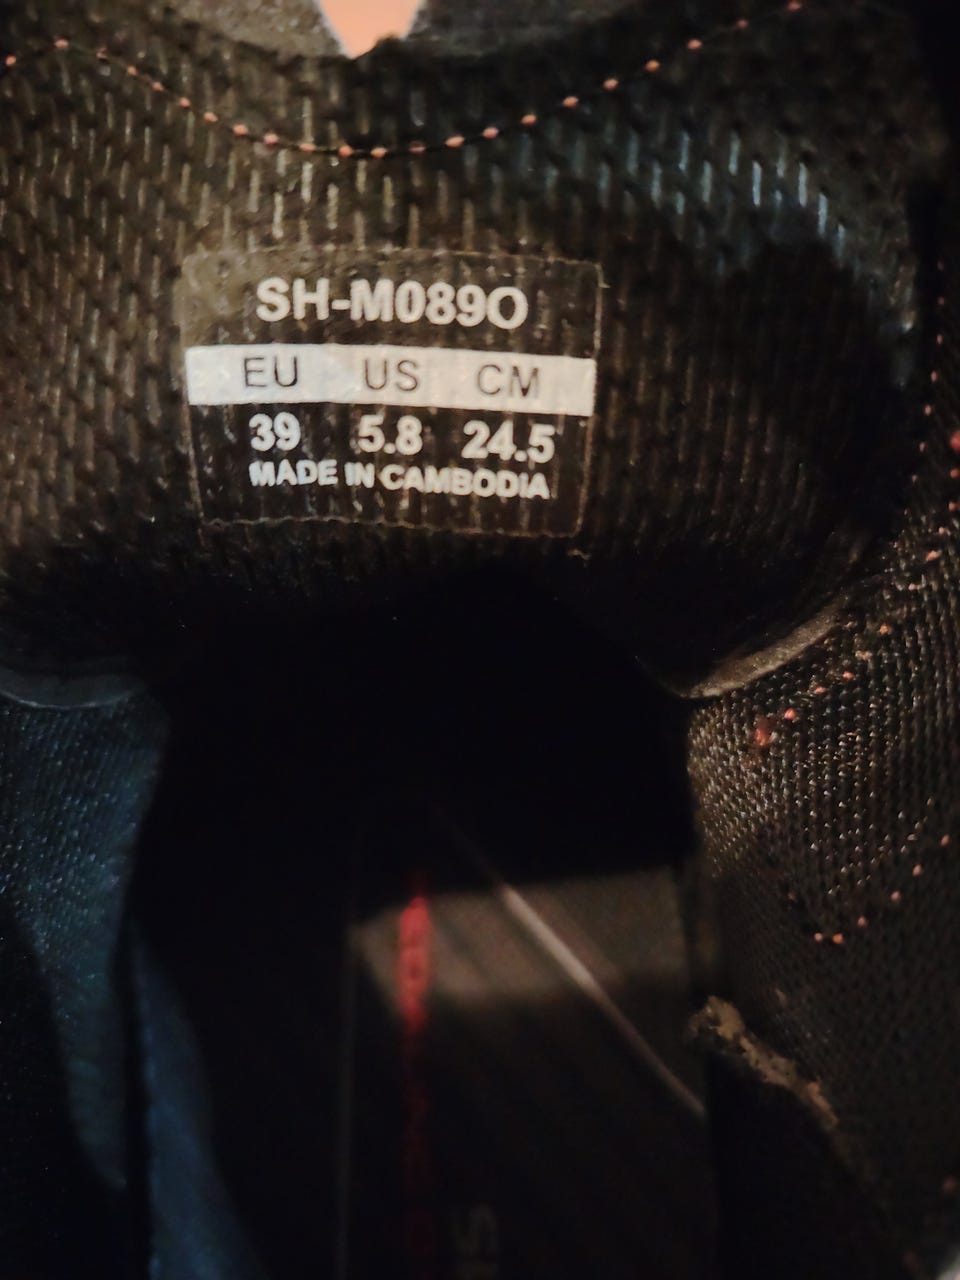 SH-M089O
EU US CM
39 5.8 24.5
MADE IN CAMBODIA